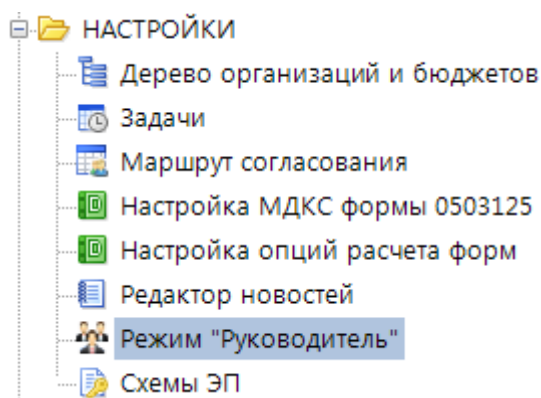 НАСТРОЙКИ
Дерево организаций и бюджетов
Задачи
Маршрут согласования
Настройка МДКС формы 0503125
Настройка опций расчета форм
Редактор новостей
Режим "Руководитель"
Схемы ЭП